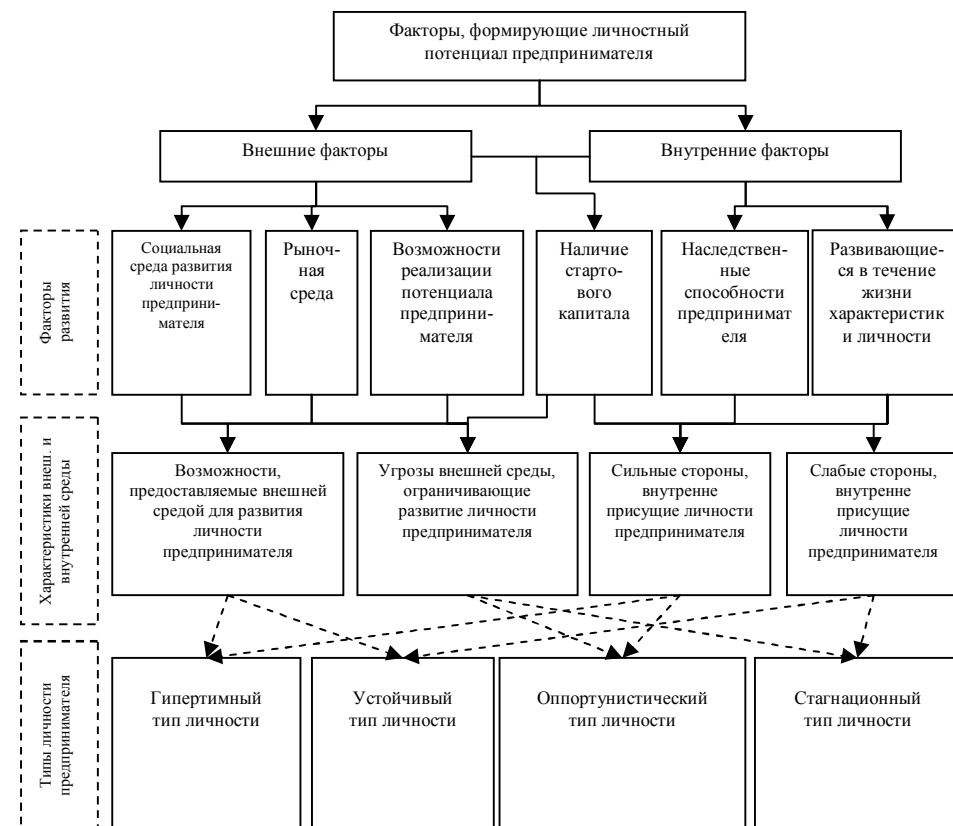 Факторы, формирующие личностный
потенциал предпринимателя
Внешние факторы
Внутренние факторы
Факторы
развития
Социальная
среда развития
личности
предприни-
мателя
Рыноч-
ная
среда
Возможности
реализации
потенциала
предприни-
мателя
Наличие
старто-
вого
капитала
Наследствен-
ные
способности
предпринимат
еля
Развивающие-
ся в течение
жизни
характеристик
и личности
Характеристики внеш. и
внутренней среды
Возможности,
предоставляемые внешней
средой для развития
личности
предпринимателя
Угрозы внешней среды,
ограничивающие
развитие личности
предпринимателя
Сильные стороны,
внутренне
присущие личности
предпринимателя
Слабые стороны,
внутренне
присущие
личности
предпринимателя
Типы личности
предпринимателя
Гипертимный
тип личности
Устойчивый
тип личности
Оппортунистический
тип личности
Стагнационный
тип личности